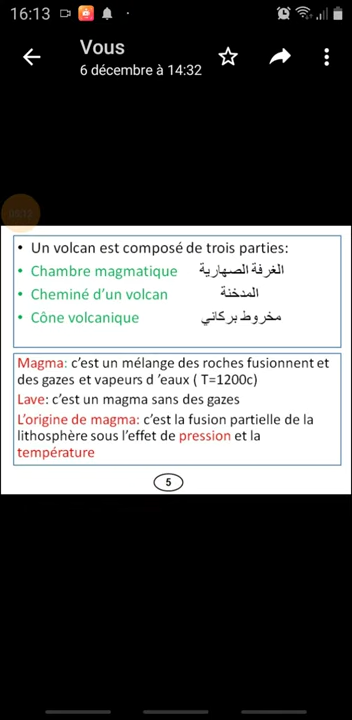 16:13
Vous
6 décembre à 14:32
• Un volcan est composé de trois parties:
• Chambre magmatique الغرفة الصهارية
• Cheminé d'un volcan المدخنة
• Cône volcanique مخروط بركاني
Magma: c'est un mélange des roches fusionnent et
des gazes et vapeurs d 'eaux ( T=1200c)
Lave: c'est un magma sans des gazes
L'origine de magma: c'est la fusion partielle de la
lithosphère sous l'effet de pression et la
température
5